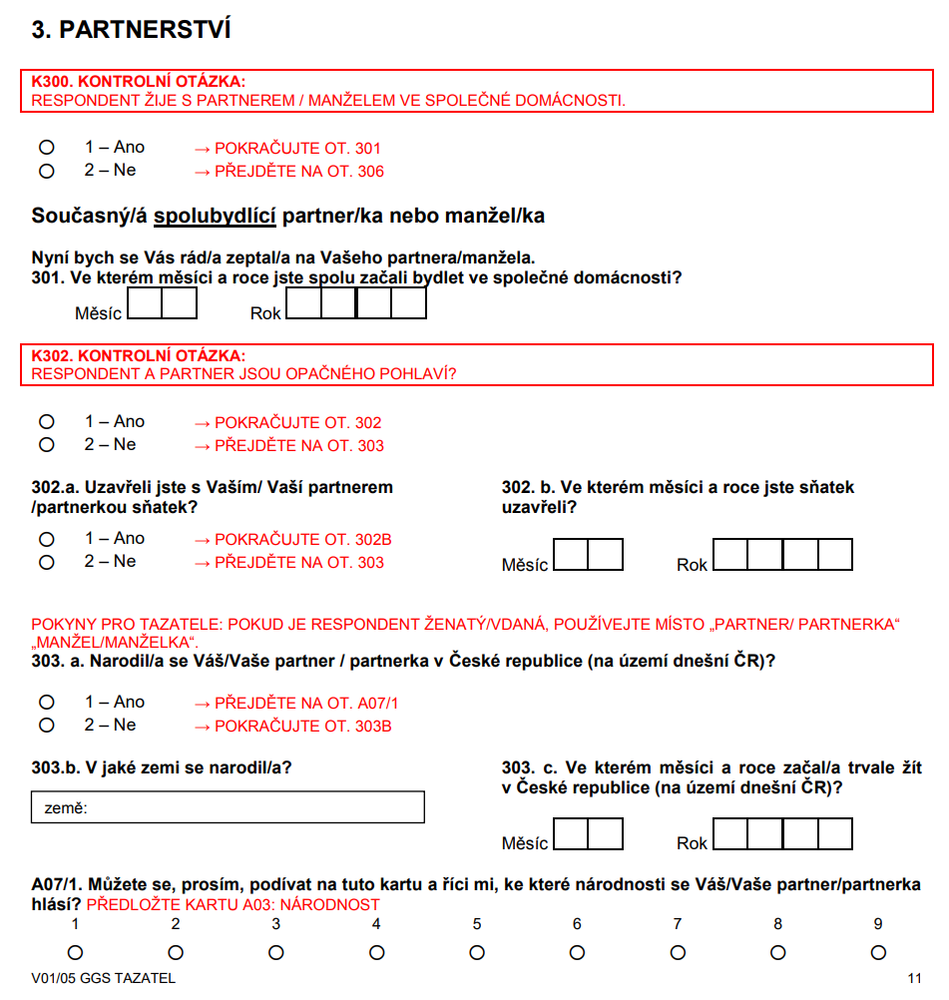 3. PARTNERSTVÍ
K300. KONTROLNÍ OTÁZKA:
RESPONDENT ŽIJE S PARTNEREM / MANŽELEM VE SPOLEČNÉ DOMÁCNOSTI.
1 – Ano → POKRAČUJTE OT. 301
2 – Ne → PŘEJDĚTE NA OT. 306
Současný/á spolubydlící partner/ka nebo manžel/ka
Nyní bych se Vás rád/a zeptal/a na Vašeho partnera/manžela.
301. Ve kterém měsíci a roce jste spolu začali bydlet ve společné domácnosti?
Měsíc Rok
K302. KONTROLNÍ OTÁZKA:
RESPONDENT A PARTNER JSOU OPAČNÉHO POHLAVÍ?
1 – Ano → POKRAČUJTE OT. 302
2 – Ne → PŘEJDĚTE NA OT. 303
302.a. Uzavřeli jste s Vaším/ Vaší partnerem
/partnerkou sňatek?
1 – Ano → POKRAČUJTE OT. 302B
2 – Ne → PŘEJDĚTE NA OT. 303
302. b. Ve kterém měsíci a roce jste sňatek
uzavřeli?
Měsíc Rok
POKYNY PRO TAZATELE: POKUD JE RESPONDENT ŽENATÝ/VDANÁ, POUŽÍVEJTE MÍSTO „PARTNER/ PARTNERKA“
„MANŽEL/MANŽELKA“.
303. a. Narodil/a se Váš/Vaše partner / partnerka v České republice (na území dnešní ČR)?
1 – Ano → PŘEJDĚTE NA OT. A07/1
2 – Ne → POKRAČUJTE OT. 303B
303.b. V jaké zemi se narodil/a?
země:
303. c. Ve kterém měsíci a roce začal/a trvale žít
v České republice (na území dnešní ČR)?
Měsíc Rok
A07/1. Můžete se, prosím, podívat na tuto kartu a říci mi, ke které národnosti se Váš/Vaše partner/partnerka
hlásí? PŘEDLOŽTE KARTU A03: NÁRODNOST
1 2 3 4 5 6 7 8 9
V01/05 GGS TAZATEL 11